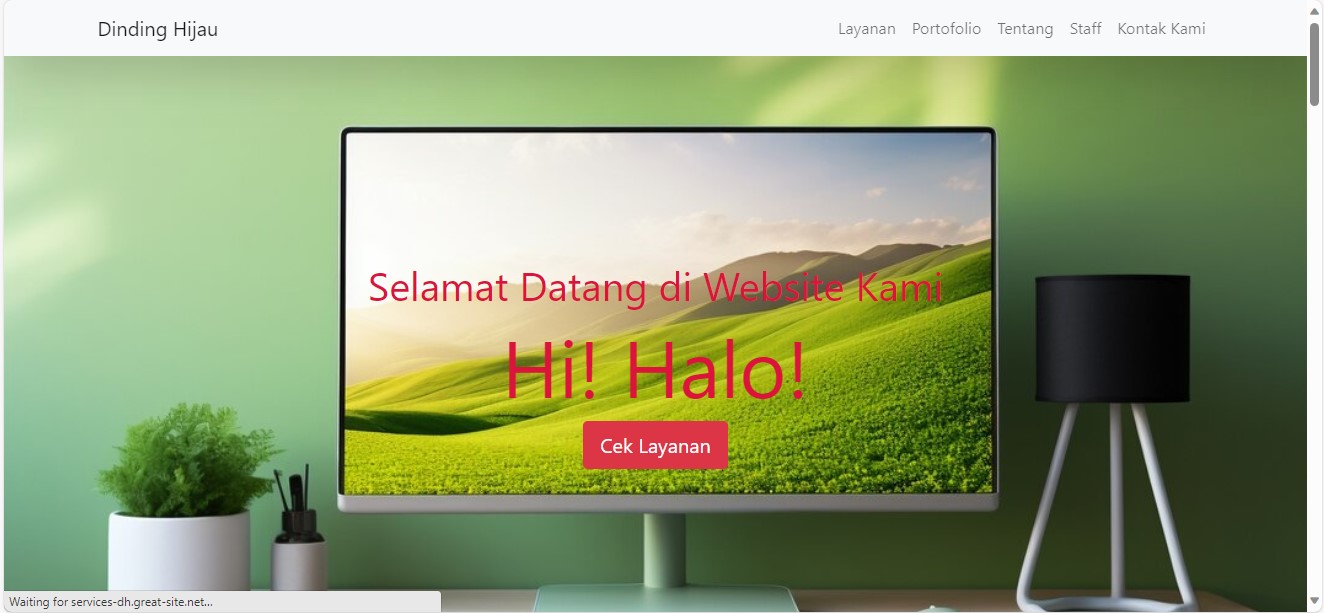 Dinding Hijau
Layanan Portofolio Tentang Staff Kontak Kami
Selamat Datang di Website Kami
Hi! Halo!
Cek Layanan
Waiting for services-dh.great-site.net...